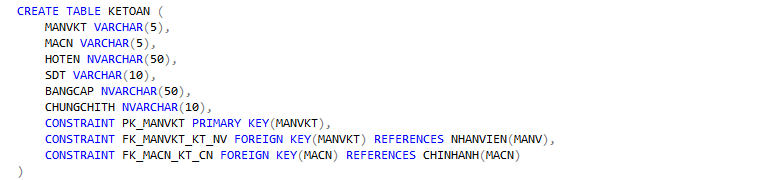 CREATE TABLE KETOAN (
MANVKT VARCHAR(5),
MACN VARCHAR(5),
HOTEN NVARCHAR(50),
SDT VARCHAR(10),
BANGCAP NVARCHAR(50),
CHUNGCHITH NVARCHAR(10),
CONSTRAINT PK_MANVKT PRIMARY KEY(MANVKT),
CONSTRAINT FK_MANVKT_KT_NV FOREIGN KEY(MANVKT) REFERENCES NHANVIEN(MANV),
CONSTRAINT FK_MACN_KT_CN FOREIGN KEY(MACN) REFERENCES CHINHANH(MACN)
)